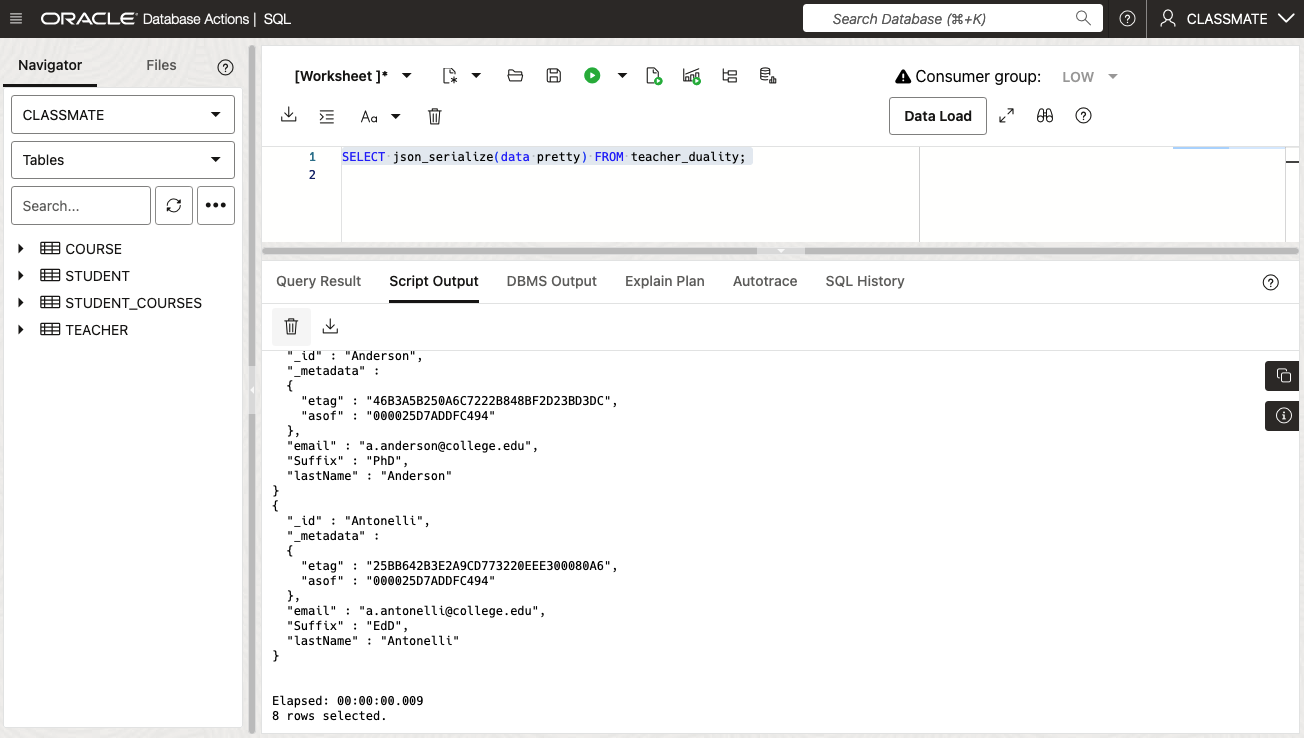 ORACLE Database Actions | SQL
Search Database (⌘+K)
CLASSMATE
Navigator
Files
CLASSMATE
Tables
Search...
COURSE
STUDENT
STUDENT_COURSES
TEACHER
[Worksheet ]*
Consumer group: LOW
Aa
Data Load
1 SELECT json_serialize(data pretty) FROM teacher_duality;
2
Query Result
Script Output
DBMS Output
Explain Plan
Autotrace
SQL History
"_id" : "Anderson",
"_metadata" :
{
"etag" : "46B3A5B250A6C7222B848BF2D23BD3DC",
"asof" : "000025D7ADDFC494"
},
"email" : "a.anderson@college.edu",
"Suffix" : "PhD",
"lastName" : "Anderson"
}
{
"_id" : "Antonelli",
"_metadata" :
{
"etag" : "25BB642B3E2A9CD773220EEE300080A6",
"asof" : "000025D7ADDFC494"
},
"email" : "a.antonelli@college.edu",
"Suffix" : "EdD",
"lastName" : "Antonelli"
}
Elapsed: 00:00:00.009
8 rows selected.